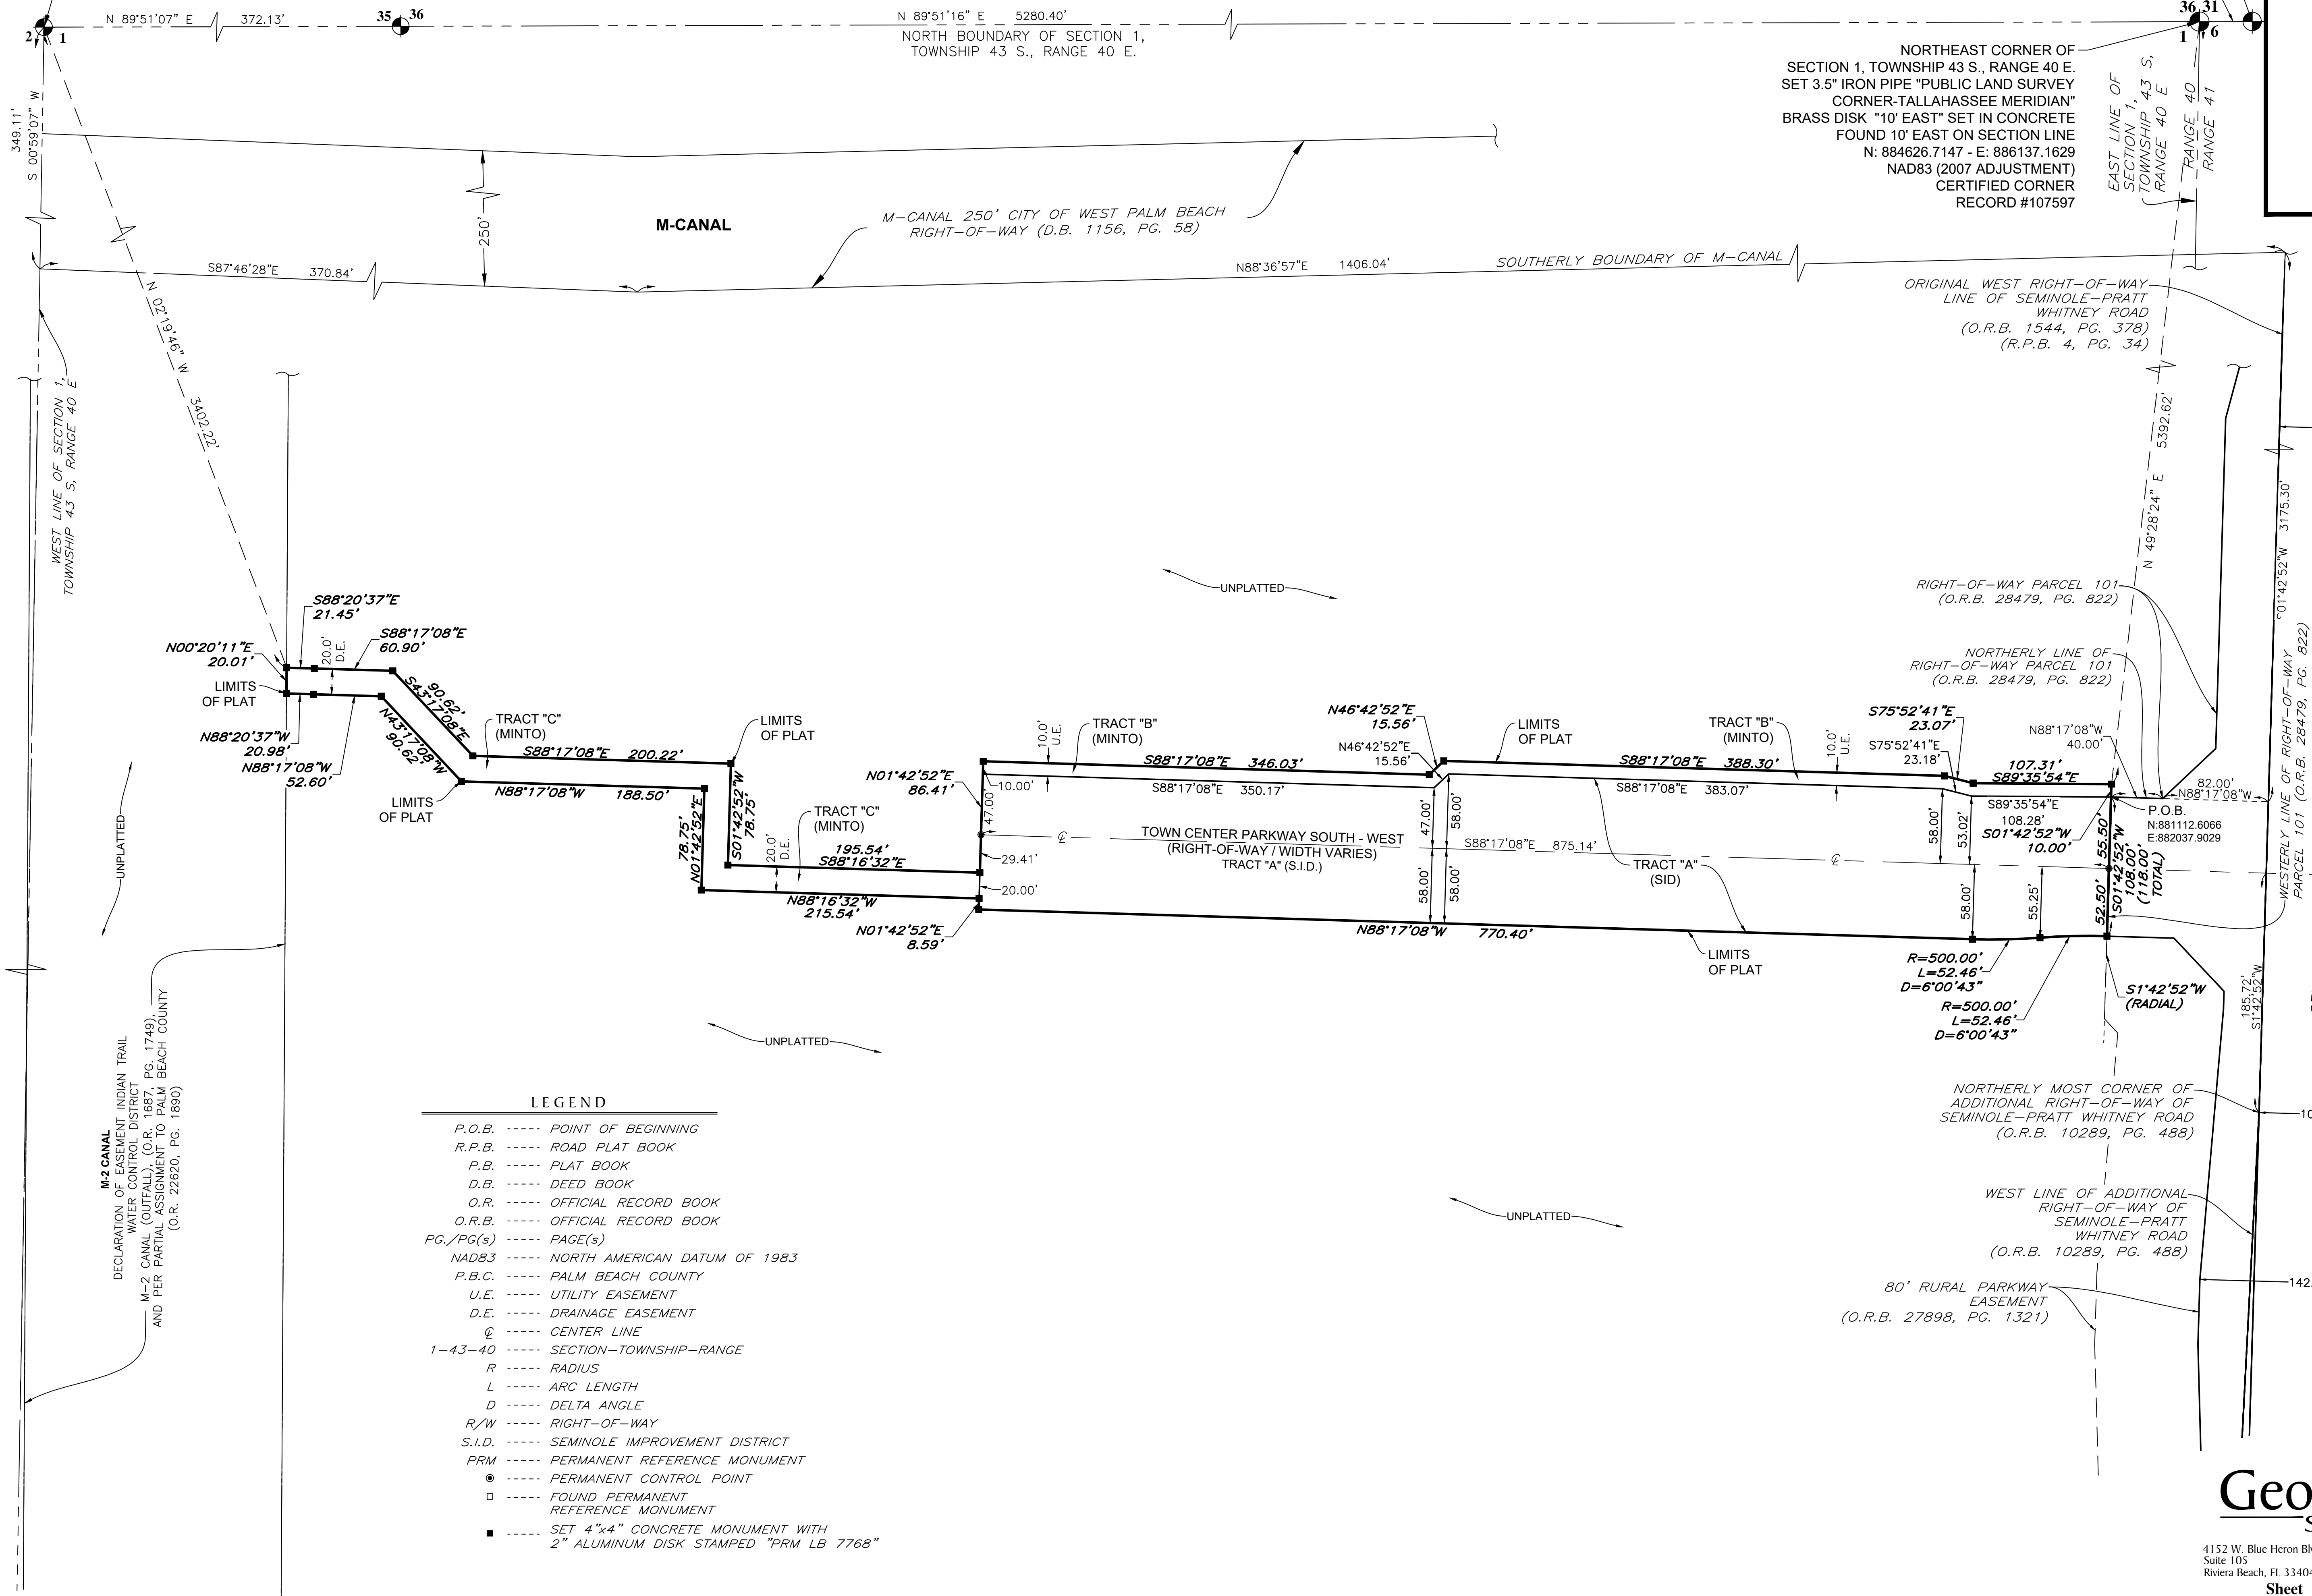 N 89°51'07" E 372.13'
35 36
N 89°51'16" E 5280.40'
NORTH BOUNDARY OF SECTION 1,
TOWNSHIP 43 S., RANGE 40 E.
36 31
1 6
2 1
NORTHEAST CORNER OF
SECTION 1, TOWNSHIP 43 S., RANGE 40 E.
SET 3.5" IRON PIPE "PUBLIC LAND SURVEY
CORNER-TALLAHASSEE MERIDIAN"
BRASS DISK "10' EAST" SET IN CONCRETE
FOUND 10' EAST ON SECTION LINE
N: 884626.7147 - E: 886137.1629
NAD83 (2007 ADJUSTMENT)
CERTIFIED CORNER
RECORD #107597
EAST LINE OF
SECTION 1,
TOWNSHIP 43 S,
RANGE 40 E
RANGE 40
RANGE 41
349.11'
S 00°59'07" W
250'
M-CANAL
M-CANAL 250' CITY OF WEST PALM BEACH
RIGHT-OF-WAY (D.B. 1156, PG. 58)
S87°46'28"E 370.84'
N88°36'57"E 1406.04'
SOUTHERLY BOUNDARY OF M-CANAL
ORIGINAL WEST RIGHT-OF-WAY
LINE OF SEMINOLE-PRATT
WHITNEY ROAD
(O.R.B. 1544, PG. 378)
(R.P.B. 4, PG. 34)
N 02°19'46" W 3402.22'
WEST LINE OF SECTION 1,
TOWNSHIP 43 S, RANGE 40 E
N 49°28'24" E 5392.62'
S01°42'52"W 3175.30'
UNPLATTED
RIGHT-OF-WAY PARCEL 101
(O.R.B. 28479, PG. 822)
NORTHERLY LINE OF
RIGHT-OF-WAY PARCEL 101
(O.R.B. 28479, PG. 822)
WESTERLY LINE OF RIGHT-OF-WAY
PARCEL 101 (O.R.B. 28479, PG. 822)
S88°20'37"E
21.45'
S88°17'08"E
60.90'
N00°20'11"E
20.01'
20.0'
D.E.
LIMITS
OF PLAT
N88°20'37"W
20.98'
N88°17'08"W
52.60'
90.62'
S43°17'08"E
N43°17'08"W
90.62'
TRACT "C"
(MINTO)
S88°17'08"E 200.22'
LIMITS
OF PLAT
LIMITS
OF PLAT
N88°17'08"W 188.50'
78.75'
N01°42'52"E
S01°42'52"W
78.75'
TRACT "C"
(MINTO)
20.0'
D.E.
195.54'
S88°16'32"E
N88°16'32"W
215.54'
N01°42'52"E
86.41'
N01°42'52"E
8.59'
10.00'
47.00'
29.41'
20.00'
10.0'
U.E.
TRACT "B"
(MINTO)
S88°17'08"E 346.03'
S88°17'08"E 350.17'
N46°42'52"E
15.56'
N46°42'52"E
15.56'
LIMITS
OF PLAT
TRACT "B"
(MINTO)
10.0'
U.E.
S88°17'08"E 388.30'
S88°17'08"E 383.07'
S75°52'41"E
23.07'
S75°52'41"E
23.18'
107.31'
S89°35'54"E
S89°35'54"E
108.28'
N88°17'08"W
40.00'
82.00'
N88°17'08"W
P.O.B.
N:881112.6066
E:882037.9029
S01°42'52"W
10.00'
℄
TOWN CENTER PARKWAY SOUTH - WEST
(RIGHT-OF-WAY / WIDTH VARIES)
TRACT "A" (S.I.D.)
47.00'
58.00'
58.00'
58.00'
S88°17'08"E 875.14'
TRACT "A"
(SID)
℄
58.00'
53.02'
58.00'
55.25'
55.50'
52.50'
S01°42'52"W
108.00'
(118.00'
TOTAL)
N88°17'08"W 770.40'
LIMITS
OF PLAT
R=500.00'
L=52.46'
D=6°00'43"
R=500.00'
L=52.46'
D=6°00'43"
S1°42'52"W
(RADIAL)
185.72'
S1°42'52"W
UNPLATTED
UNPLATTED
UNPLATTED
M-2 CANAL
DECLARATION OF EASEMENT INDIAN TRAIL
WATER CONTROL DISTRICT
M-2 CANAL (OUTFALL), (O.R. 1687, PG. 1749),
AND PER PARTIAL ASSIGNMENT TO PALM BEACH COUNTY
(O.R. 22620, PG. 1890)
NORTHERLY MOST CORNER OF
ADDITIONAL RIGHT-OF-WAY OF
SEMINOLE-PRATT WHITNEY ROAD
(O.R.B. 10289, PG. 488)
WEST LINE OF ADDITIONAL
RIGHT-OF-WAY OF
SEMINOLE-PRATT
WHITNEY ROAD
(O.R.B. 10289, PG. 488)
142.
80' RURAL PARKWAY
EASEMENT
(O.R.B. 27898, PG. 1321)
LEGEND
P.O.B. ----- POINT OF BEGINNING
R.P.B. ----- ROAD PLAT BOOK
P.B. ----- PLAT BOOK
D.B. ----- DEED BOOK
O.R. ----- OFFICIAL RECORD BOOK
O.R.B. ----- OFFICIAL RECORD BOOK
PG./PG(s) ----- PAGE(s)
NAD83 ----- NORTH AMERICAN DATUM OF 1983
P.B.C. ----- PALM BEACH COUNTY
U.E. ----- UTILITY EASEMENT
D.E. ----- DRAINAGE EASEMENT
℄ ----- CENTER LINE
1-43-40 ----- SECTION-TOWNSHIP-RANGE
R ----- RADIUS
L ----- ARC LENGTH
D ----- DELTA ANGLE
R/W ----- RIGHT-OF-WAY
S.I.D. ----- SEMINOLE IMPROVEMENT DISTRICT
PRM ----- PERMANENT REFERENCE MONUMENT
----- PERMANENT CONTROL POINT
----- FOUND PERMANENT
REFERENCE MONUMENT
----- SET 4"x4" CONCRETE MONUMENT WITH
2" ALUMINUM DISK STAMPED "PRM LB 7768"
Geo
4152 W. Blue Heron
Suite 105
Riviera Beach, FL 33404
Sheet